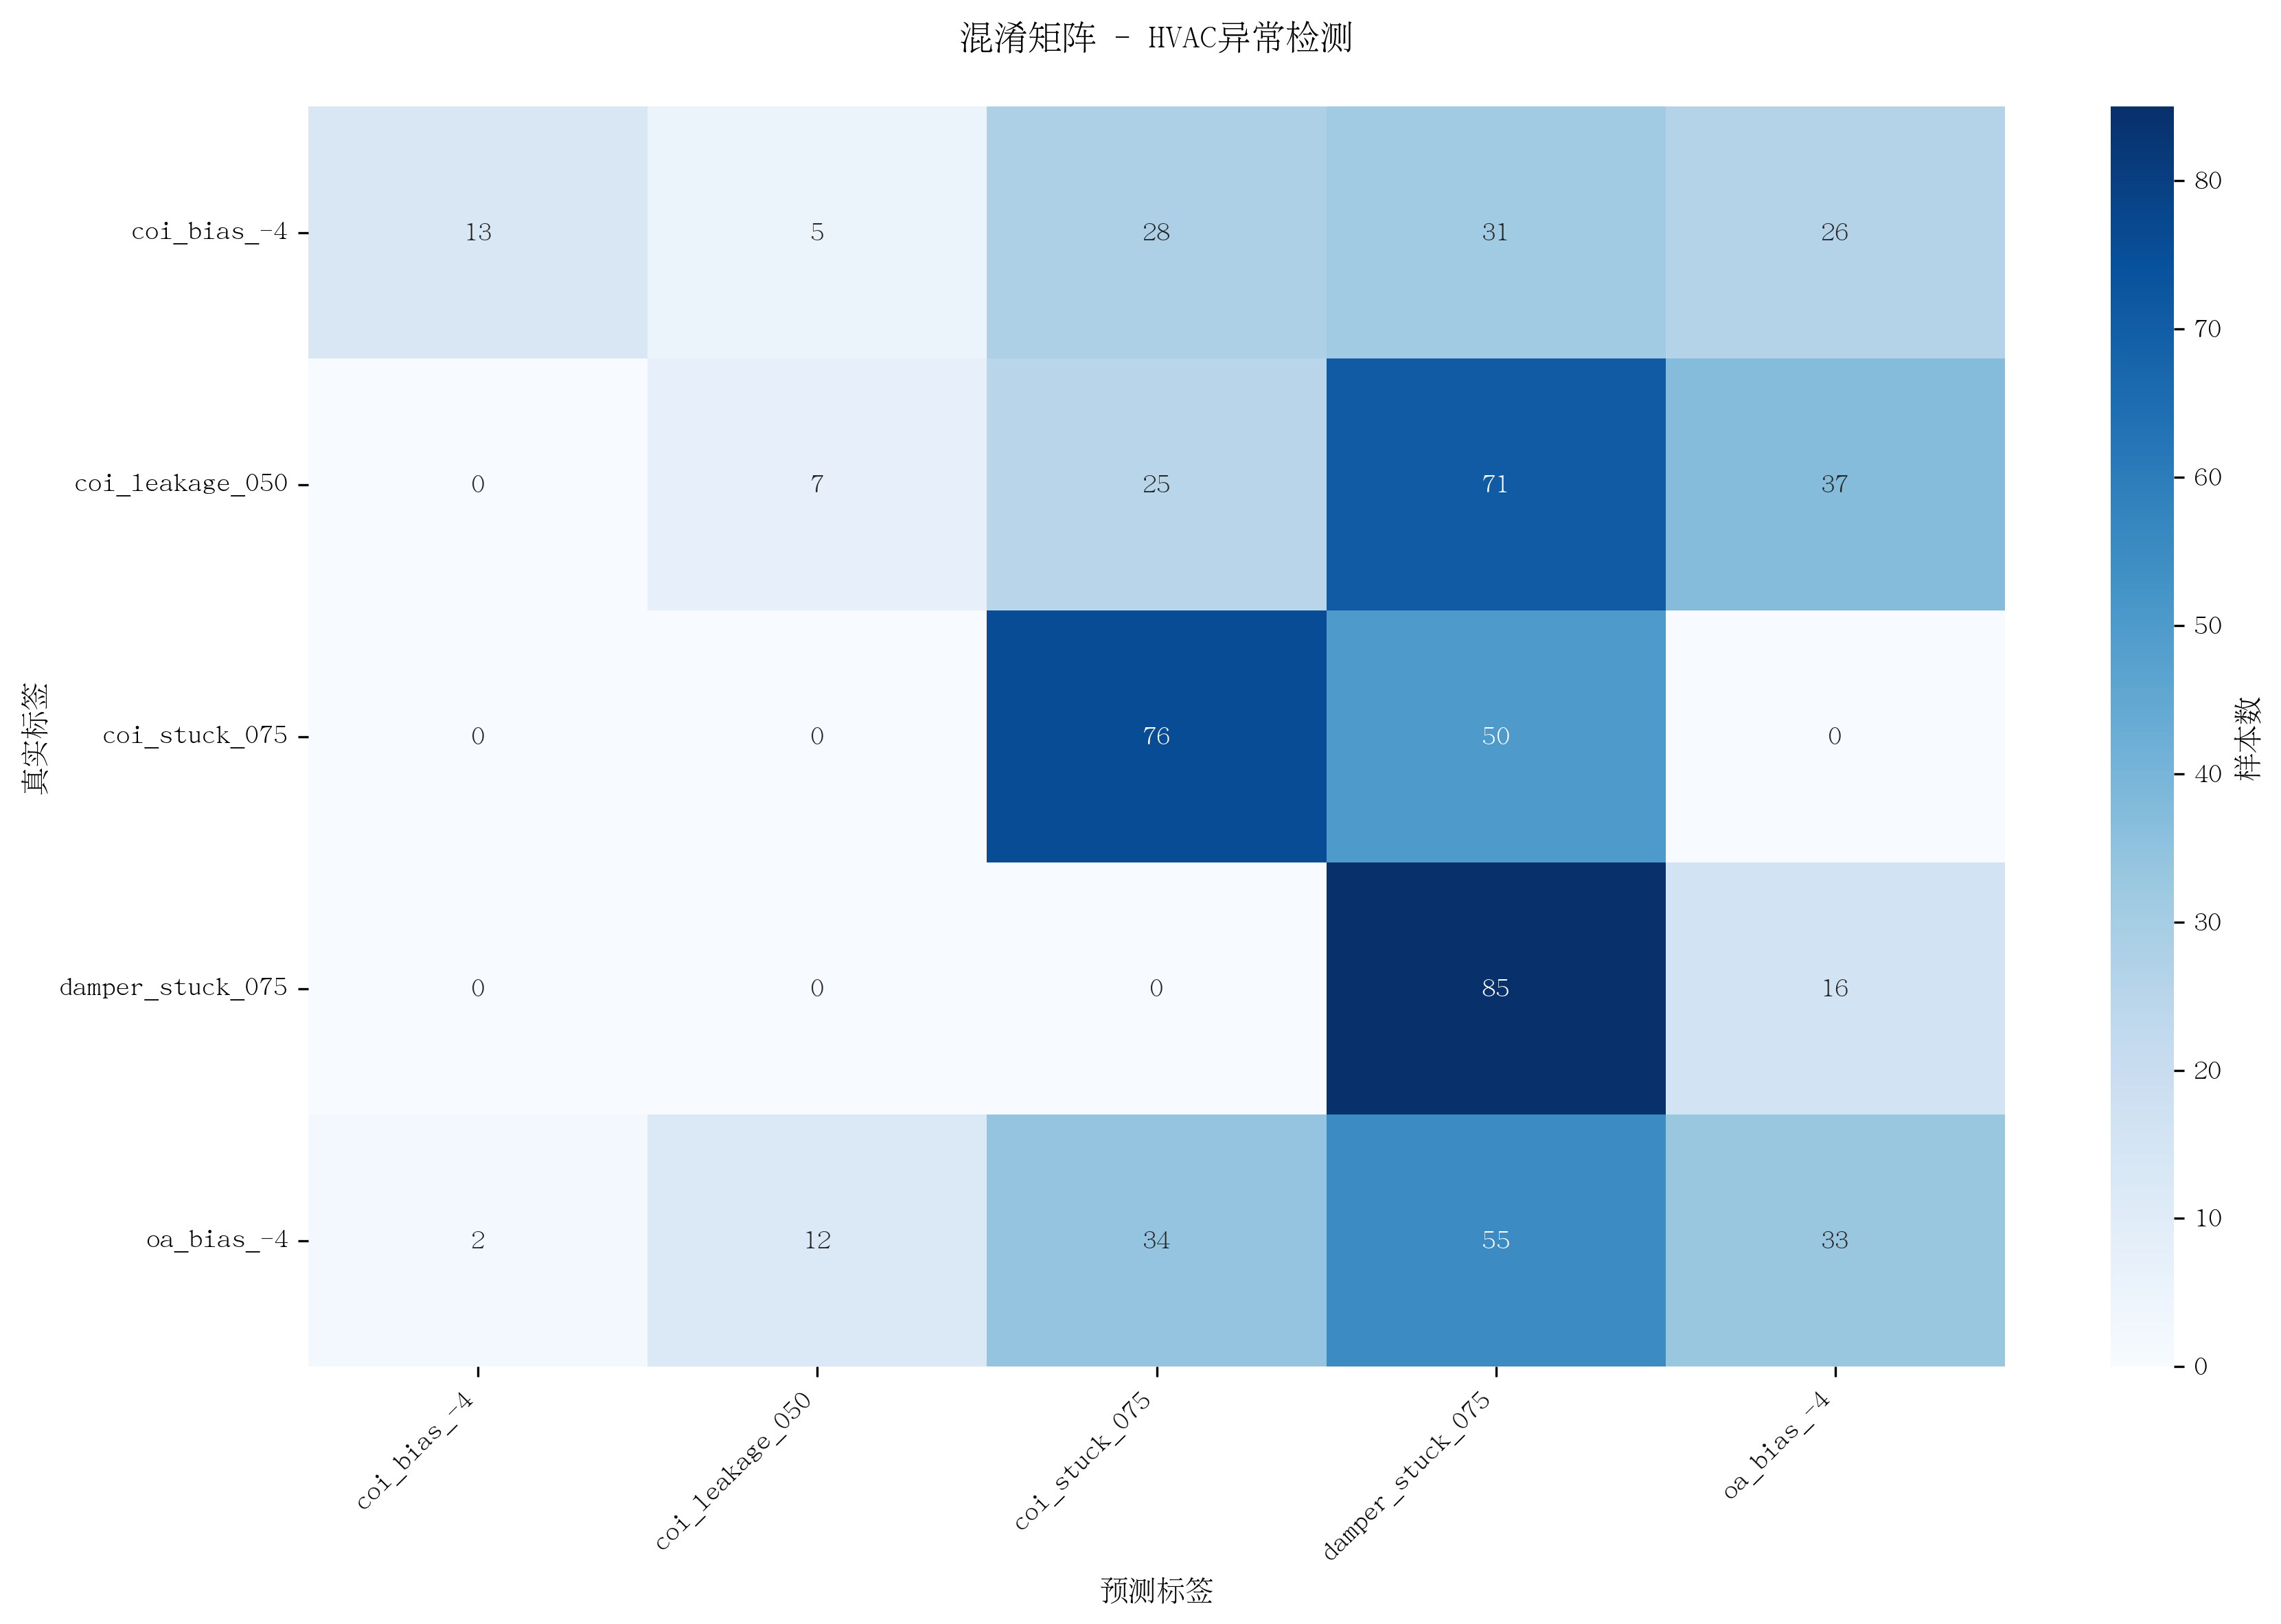 混淆矩阵 - HVAC异常检测
真实标签
coi_bias_-4
13 5 28 31 26
coi_leakage_050
0 7 25 71 37
coi_stuck_075
0 0 76 50 0
damper_stuck_075
0 0 0 85 16
oa_bias_-4
2 12 34 55 33
coi_bias_-4
coi_leakage_050
coi_stuck_075
damper_stuck_075
oa_bias_-4
预测标签
80
70
60
50
40
30
20
10
0
样本数